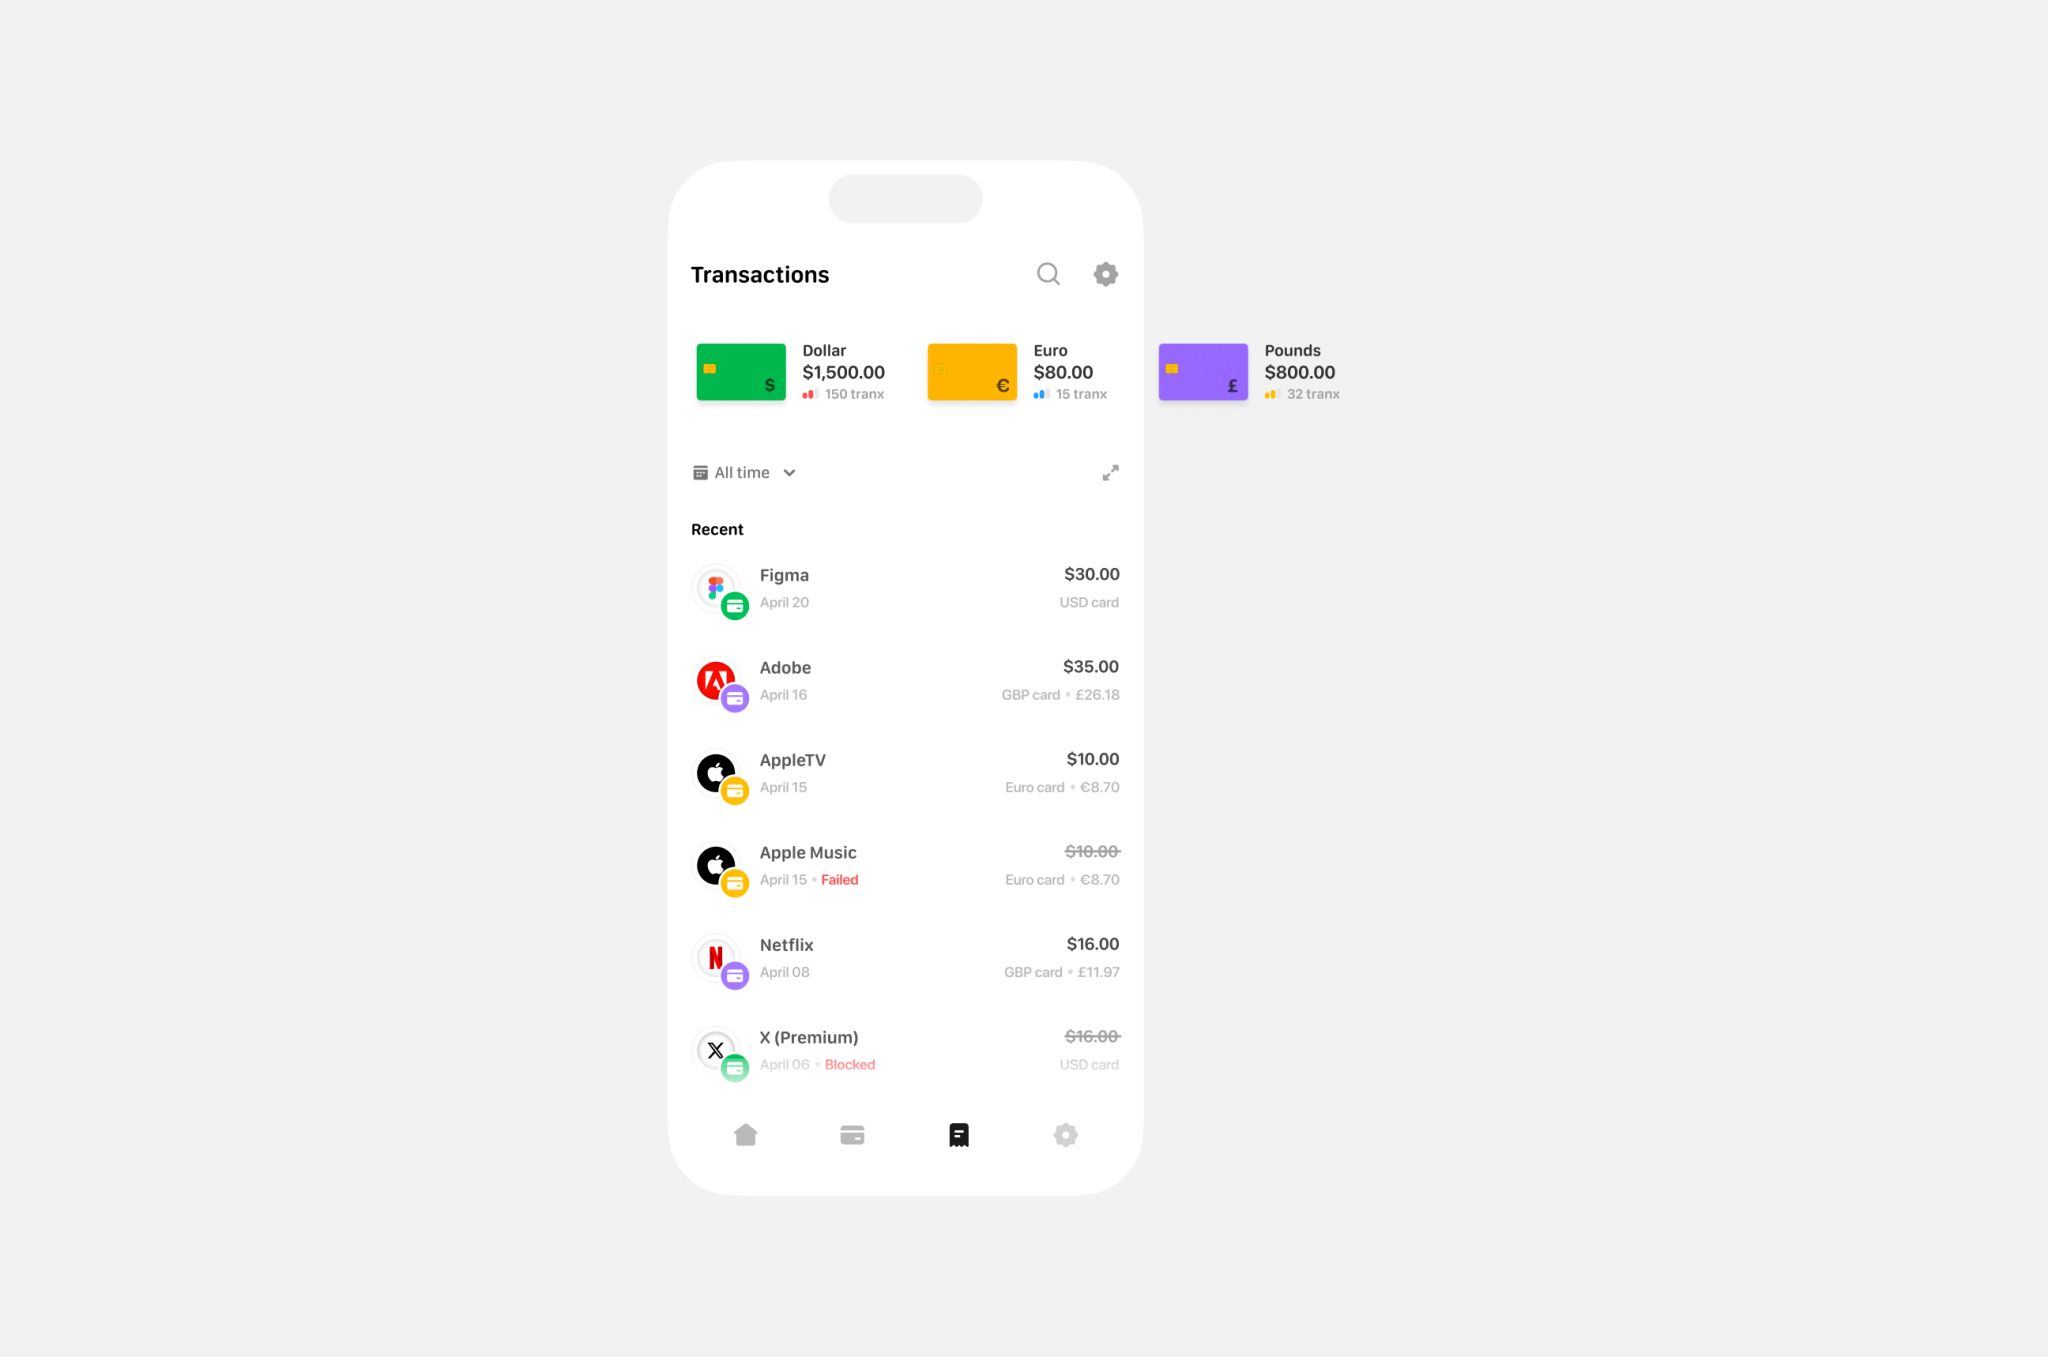 Transactions
Dollar
$1,500.00
150 tranx
$
Euro
$80.00
15 tranx
€
Pounds
$800.00
32 tranx
£
All time
Recent
Figma
$30.00
April 20
USD card
Adobe
$35.00
April 16
GBP card • £26.18
AppleTV
$10.00
April 15
Euro card • €8.70
Apple Music
$10.00
April 15 • Failed
Euro card • €8.70
Netflix
$16.00
April 08
GBP card • £11.97
X (Premium)
$16.00
April 06 • Blocked
USD card